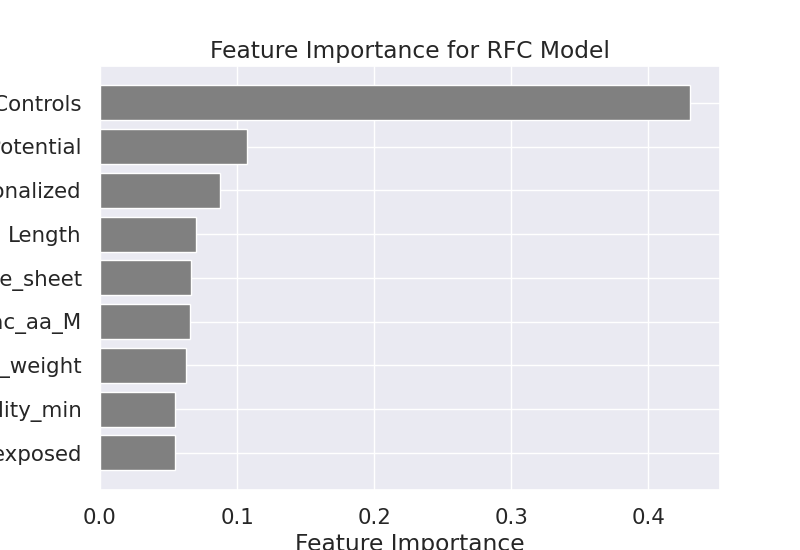 Feature Importance for RFC Model
Controls
otential
onalized
Length
e_sheet
nc_aa_M
_weight
lity_min
exposed
0.0 0.1 0.2 0.3 0.4
Feature Importance